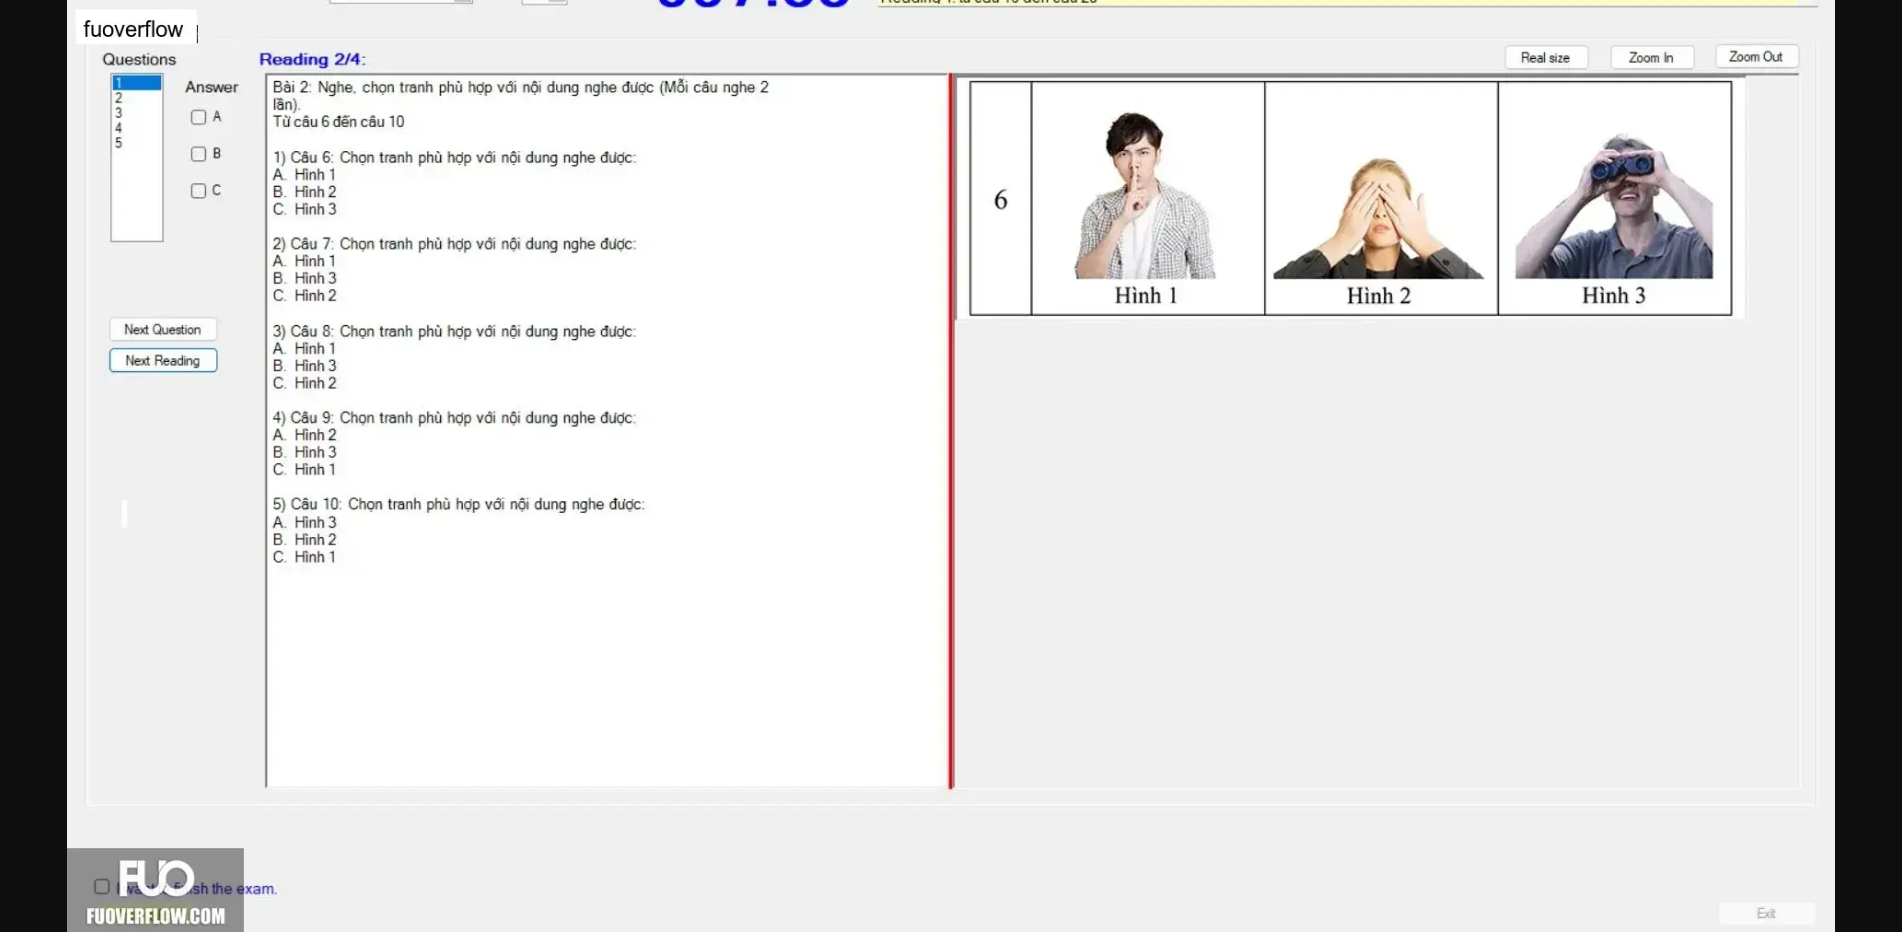 fuoverflow
Questions
Reading 2/4:
Real size
Zoom In
Zoom Out
1
2
3
4
5
Answer
A
B
C
Next Question
Next Reading
Bài 2: Nghe, chọn tranh phù hợp với nội dung nghe được (Mỗi câu nghe 2
lần).
Từ câu 6 đến câu 10
1) Câu 6: Chọn tranh phù hợp với nội dung nghe được:
A. Hình 1
B. Hình 2
C. Hình 3
2) Câu 7: Chọn tranh phù hợp với nội dung nghe được:
A. Hình 1
B. Hình 3
C. Hình 2
3) Câu 8: Chọn tranh phù hợp với nội dung nghe được:
A. Hình 1
B. Hình 3
C. Hình 2
4) Câu 9: Chọn tranh phù hợp với nội dung nghe được:
A. Hình 2
B. Hình 3
C. Hình 1
5) Câu 10: Chọn tranh phù hợp với nội dung nghe được:
A. Hình 3
B. Hình 2
C. Hình 1
6
Hình 1
Hình 2
Hình 3
FUO
the exam.
FUOVERFLOW.COM
Exit